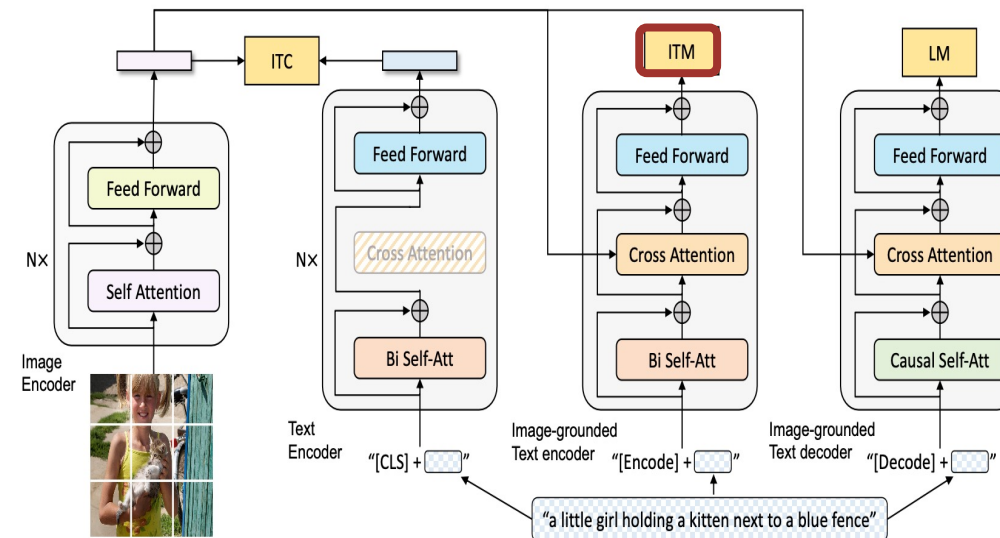 ITC
ITM
LM
Feed Forward
Self Attention
N×
Image
Encoder
Feed Forward
Cross Attention
Bi Self-Att
N×
Text
Encoder
"[CLS] + "
Feed Forward
Cross Attention
Bi Self-Att
Image-grounded
Text encoder
"[Encode] + "
Feed Forward
Cross Attention
Causal Self-Att
Image-grounded
Text decoder
"[Decode] + "
"a little girl holding a kitten next to a blue fence"